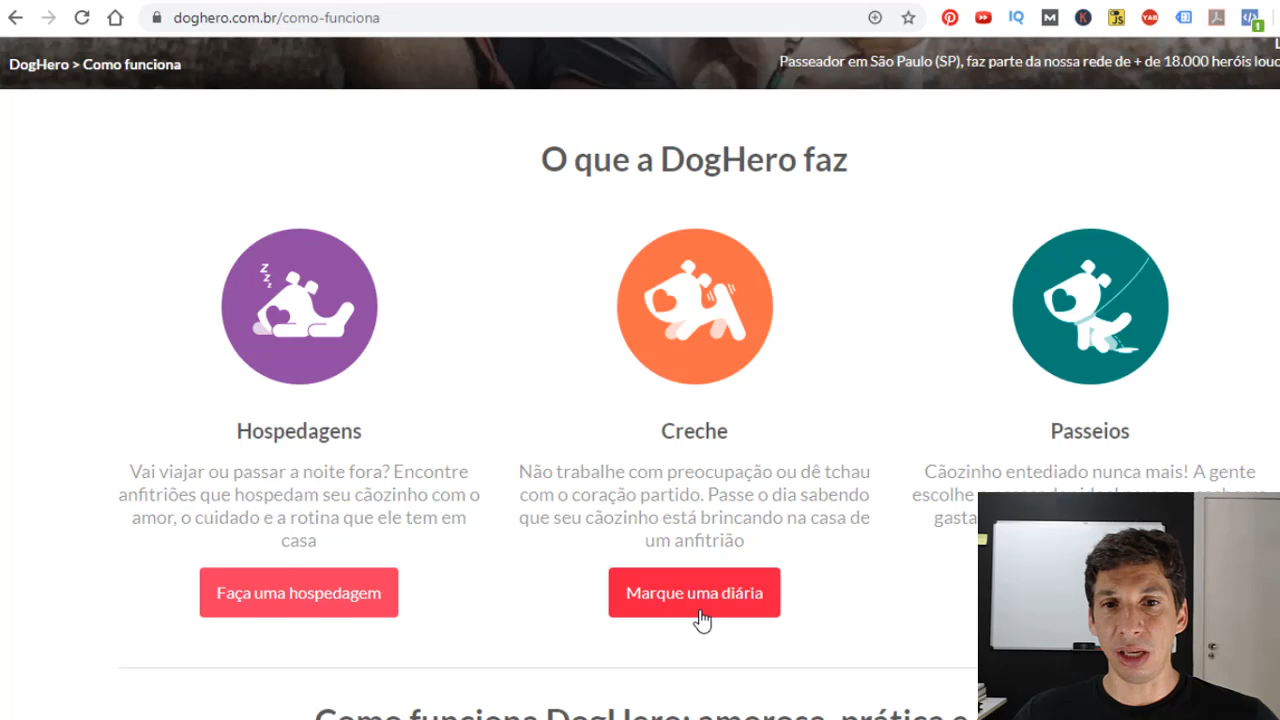 doghero.com.br/como-funciona
DogHero > Como funciona
Passeador em São Paulo (SP), faz parte da nossa rede de + de 18.000 heróis
O que a DogHero faz
Hospedagens
Vai viajar ou passar a noite fora? Encontre
anfitriões que hospedam seu cãozinho com o
amor, o cuidado e a rotina que ele tem em
casa
Faça uma hospedagem
Creche
Não trabalhe com preocupação ou dê tchau
com o coração partido. Passe o dia sabendo
que seu cãozinho está brincando na casa de
um anfitrião
Marque uma diária
Passeios
Cãozinho entediado nunca mais! A gente
escolhe
gasta
Como funciona DogHero: amorosa, prática e